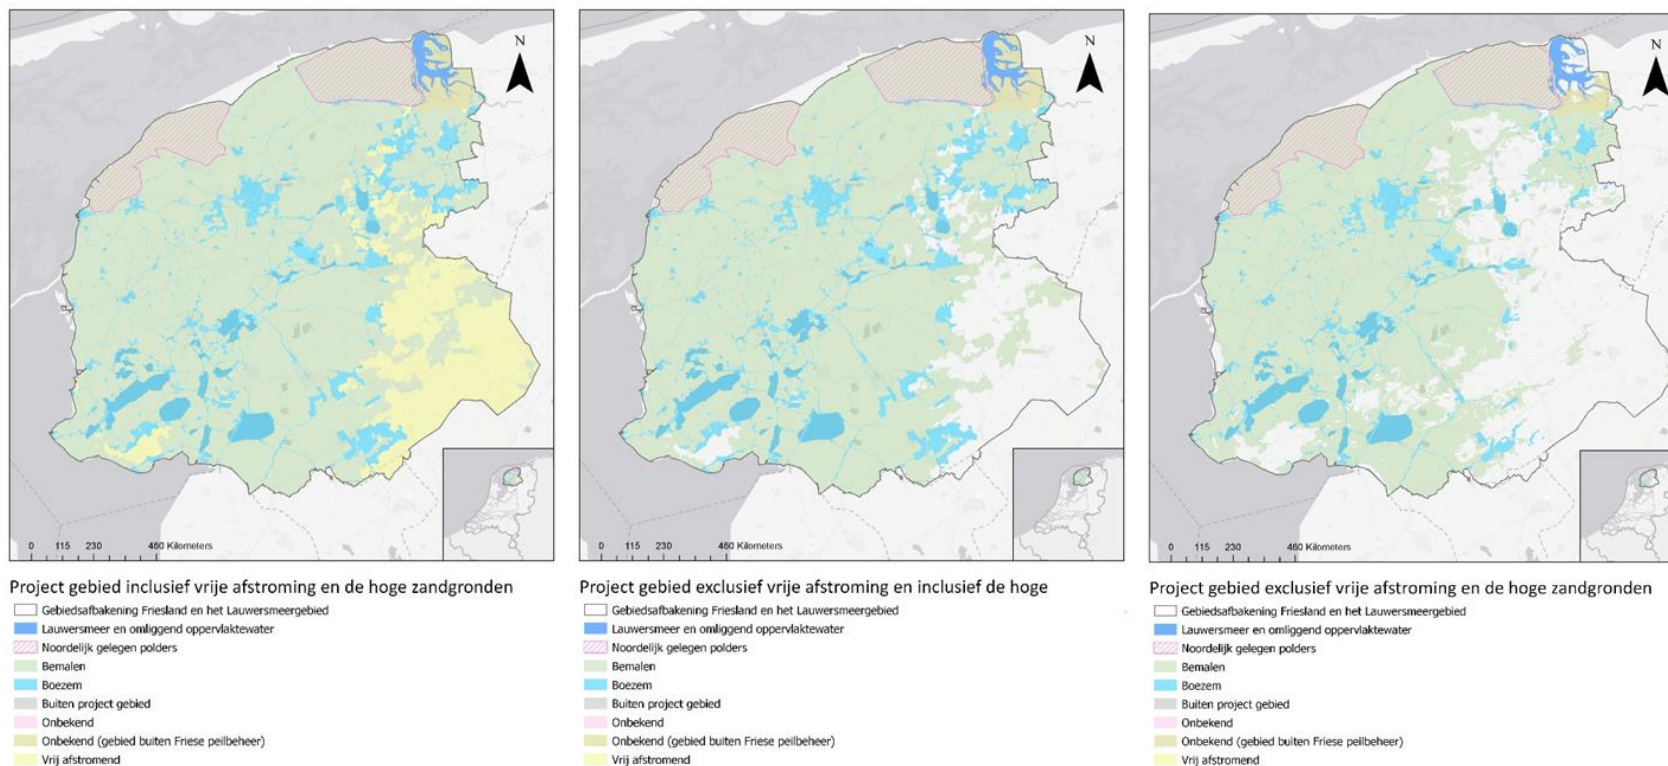 N
0 115 230 460 Kilometers
Project gebied inclusief vrije afstroming en de hoge zandgronden
Gebiedsafbakening Friesland en het Lauwersmeergebied
Lauwersmeer en omliggend oppervlaktewater
Noordelijk gelegen polders
Bemalen
Boezem
Buiten project gebied
Onbekend
Onbekend (gebied buiten Friese peilbeheer)
Vrij afstromend
N
0 115 230 460 Kilometers
Project gebied exclusief vrije afstroming en inclusief de hoge
Gebiedsafbakening Friesland en het Lauwersmeergebied
Lauwersmeer en omliggend oppervlaktewater
Noordelijk gelegen polders
Bemalen
Boezem
Buiten project gebied
Onbekend
Onbekend (gebied buiten Friese peilbeheer)
Vrij afstromend
N
0 115 230 460 Kilometers
Project gebied exclusief vrije afstroming en de hoge zandgronden
Gebiedsafbakening Friesland en het Lauwersmeergebied
Lauwersmeer en omliggend oppervlaktewater
Noordelijk gelegen polders
Bemalen
Boezem
Buiten project gebied
Onbekend
Onbekend (gebied buiten Friese peilbeheer)
Vrij afstromend